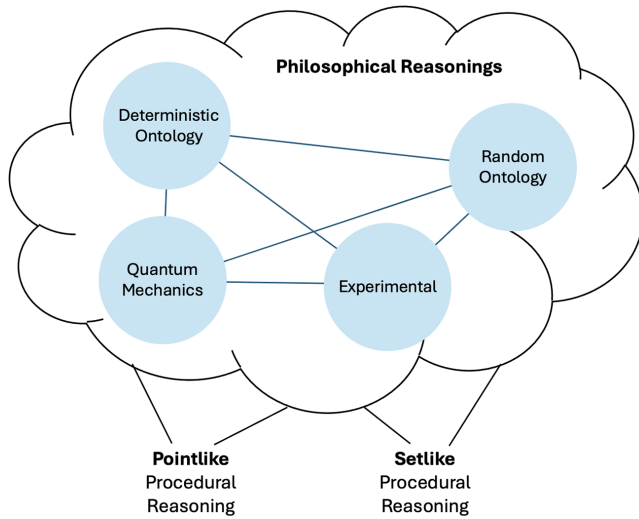 Philosophical Reasonings
Deterministic
Ontology
Random
Ontology
Quantum
Mechanics
Experimental
Pointlike
Procedural
Reasoning
Setlike
Procedural
Reasoning